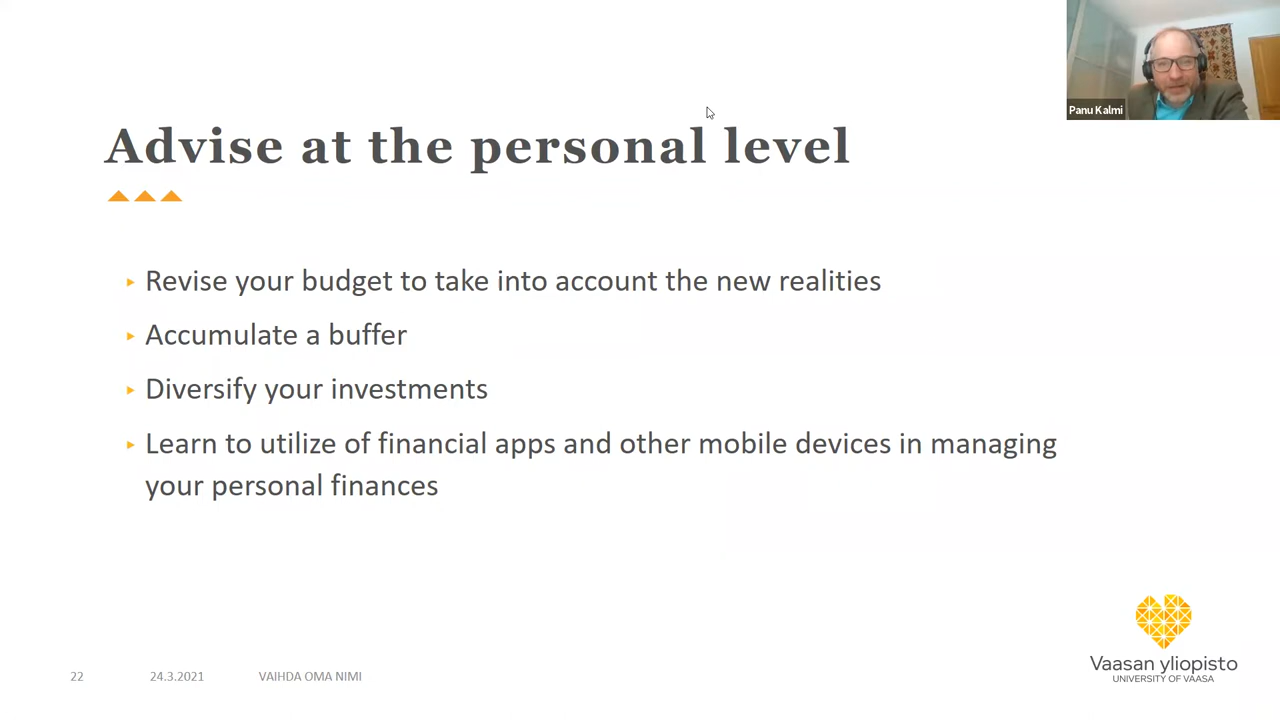 Panu Kalmi
Advise at the personal level
Revise your budget to take into account the new realities
Accumulate a buffer
Diversify your investments
Learn to utilize of financial apps and other mobile devices in managing
your personal finances
22 24.3.2021 VAIHDA OMA NIMI
Vaasan yliopisto
UNIVERSITY OF VAASA